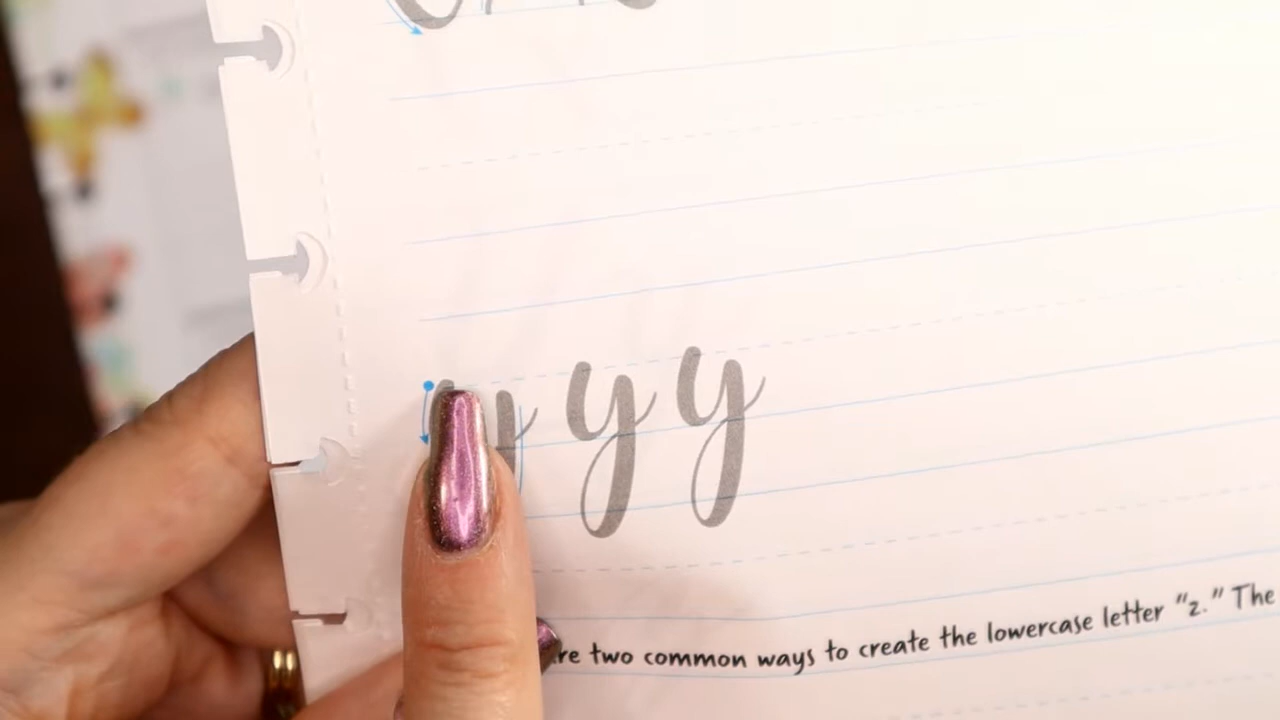 y y y
two common ways to create the lowercase letter "z." The